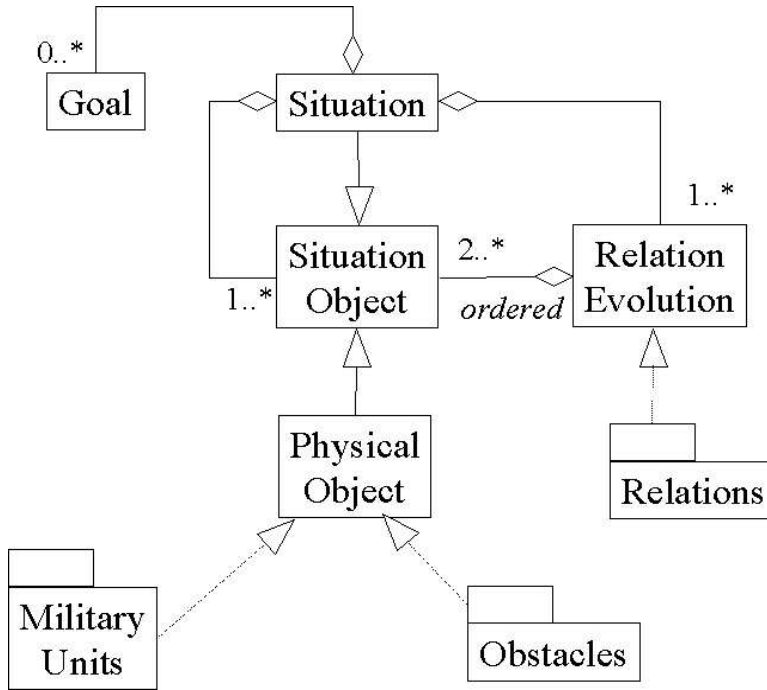 0..*
Goal
Situation
1..*
Situation
Object
1..*
2..*
ordered
Relation
Evolution
Physical
Object
Relations
Military
Units
Obstacles